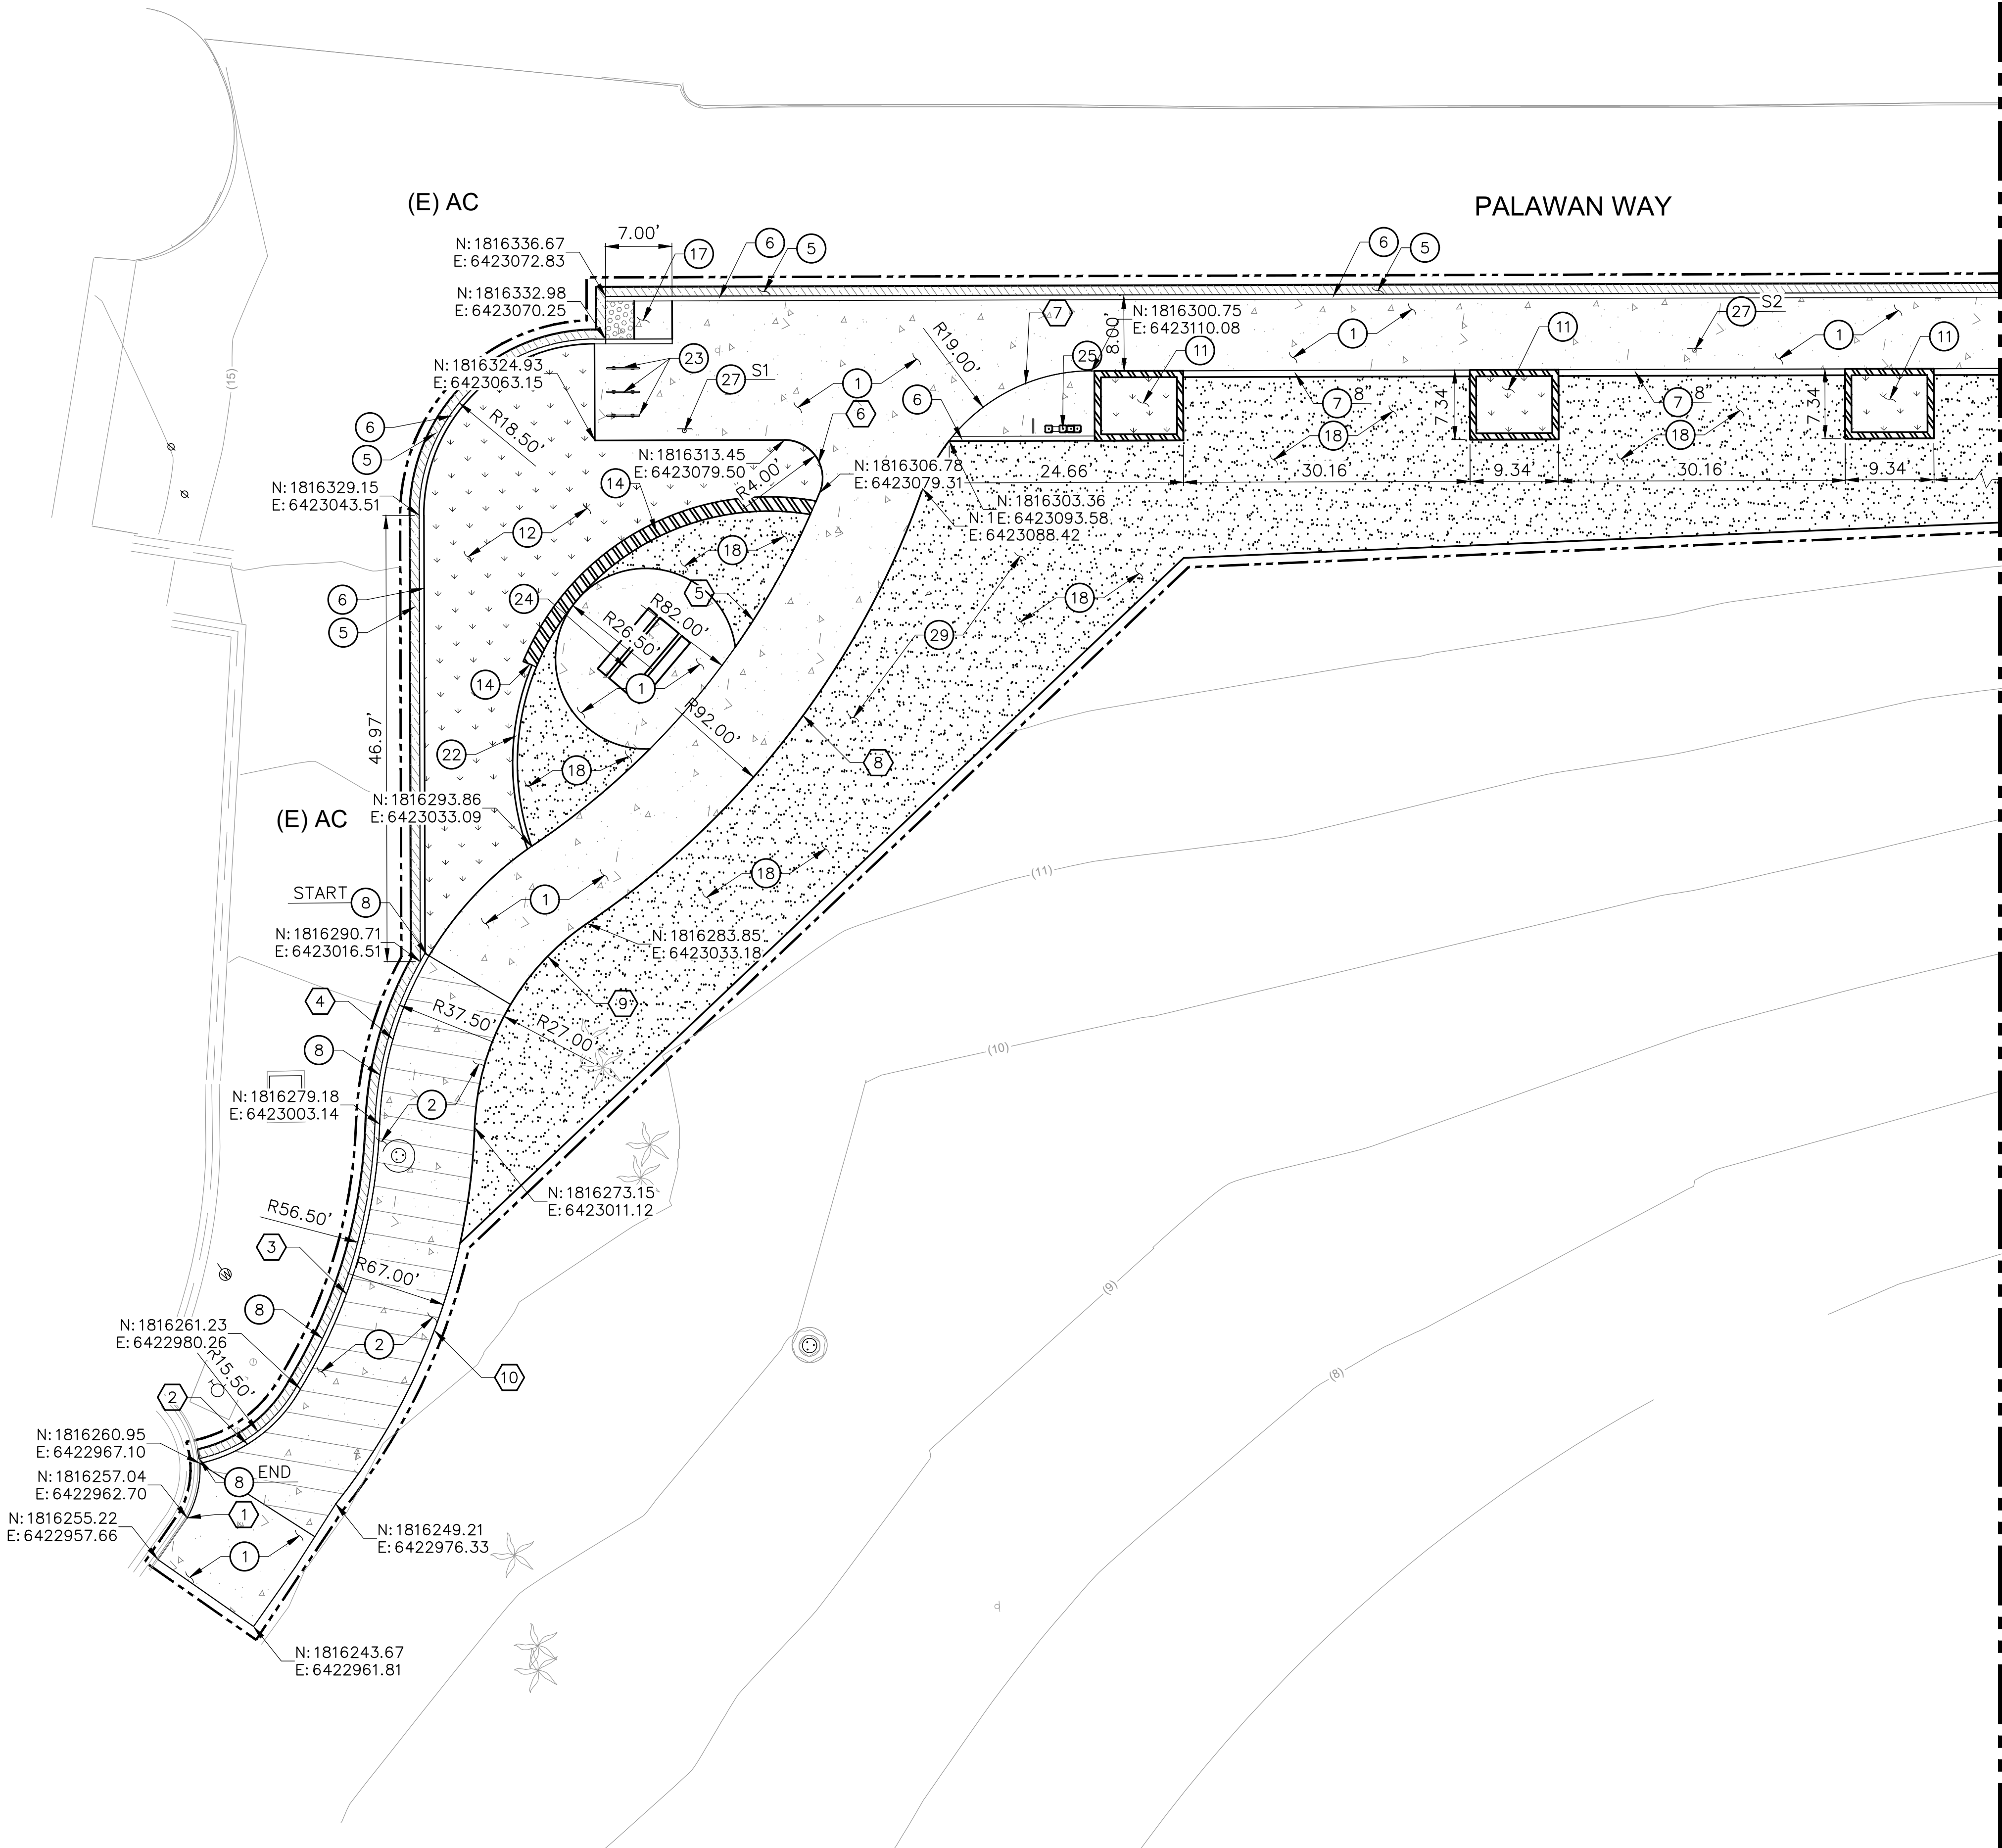 (E) AC
PALAWAN WAY
N: 1816336.67
E: 6423072.83
7.00'
17
6
5
6
5
N: 1816332.98
E: 6423070.25
7
S2
27
N: 1816300.75
E: 6423110.08
8.00'
R19.00'
1
11
1
11
25
11
(15)
N: 1816324.93
E: 6423063.15
23
27
S1
1
6
6
7
8"
7
8"
7.34'
7.34'
18
18
6
5
R18.50'
N: 1816313.45
E: 6423079.50
R4.00'
14
N: 1816306.78
E: 6423079.31
24.66'
30.16'
9.34'
30.16'
9.34'
N: 1816329.15
E: 6423043.51
N: 1816303.36
E: 6423093.58
N: 1
E: 6423088.42
12
18
6
5
24
5
18
R82.00'
R26.50'
29
14
1
46.97'
R92.00'
22
18
8
N: 1816293.86
E: 6423033.09
(E) AC
18
(11)
START
8
1
N: 1816290.71
E: 6423016.51
N: 1816283.85
E: 6423033.18
4
9
R37.50'
R27.00'
8
(10)
N: 1816279.18
E: 6423003.14
2
N: 1816273.15
E: 6423011.12
R56.50'
3
R67.00'
W
(9)
8
N: 1816261.23
E: 6422980.26
2
R15.50'
(8)
10
2
N: 1816260.95
E: 6422967.10
END
8
N: 1816257.04
E: 6422962.70
1
N: 1816255.22
E: 6422957.66
N: 1816249.21
E: 6422976.33
1
N: 1816243.67
E: 6422961.81